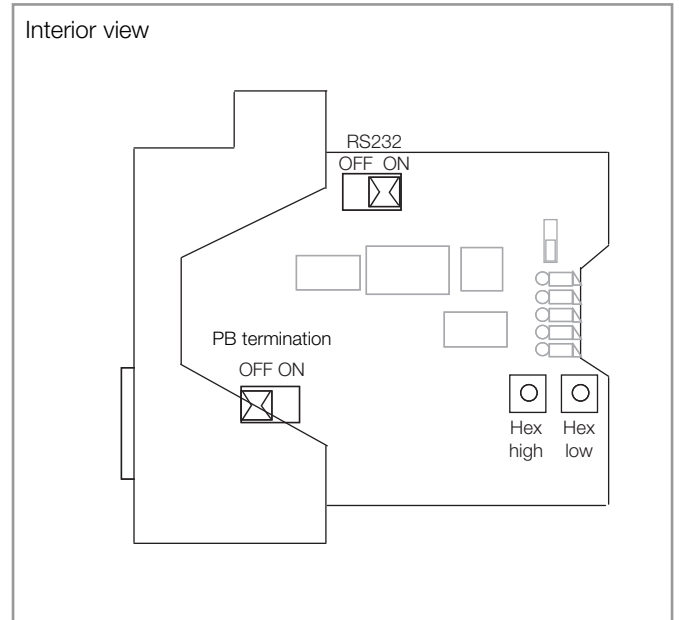 Interior view
RS232
OFF ON
PB termination
OFF ON
Hex high
Hex low